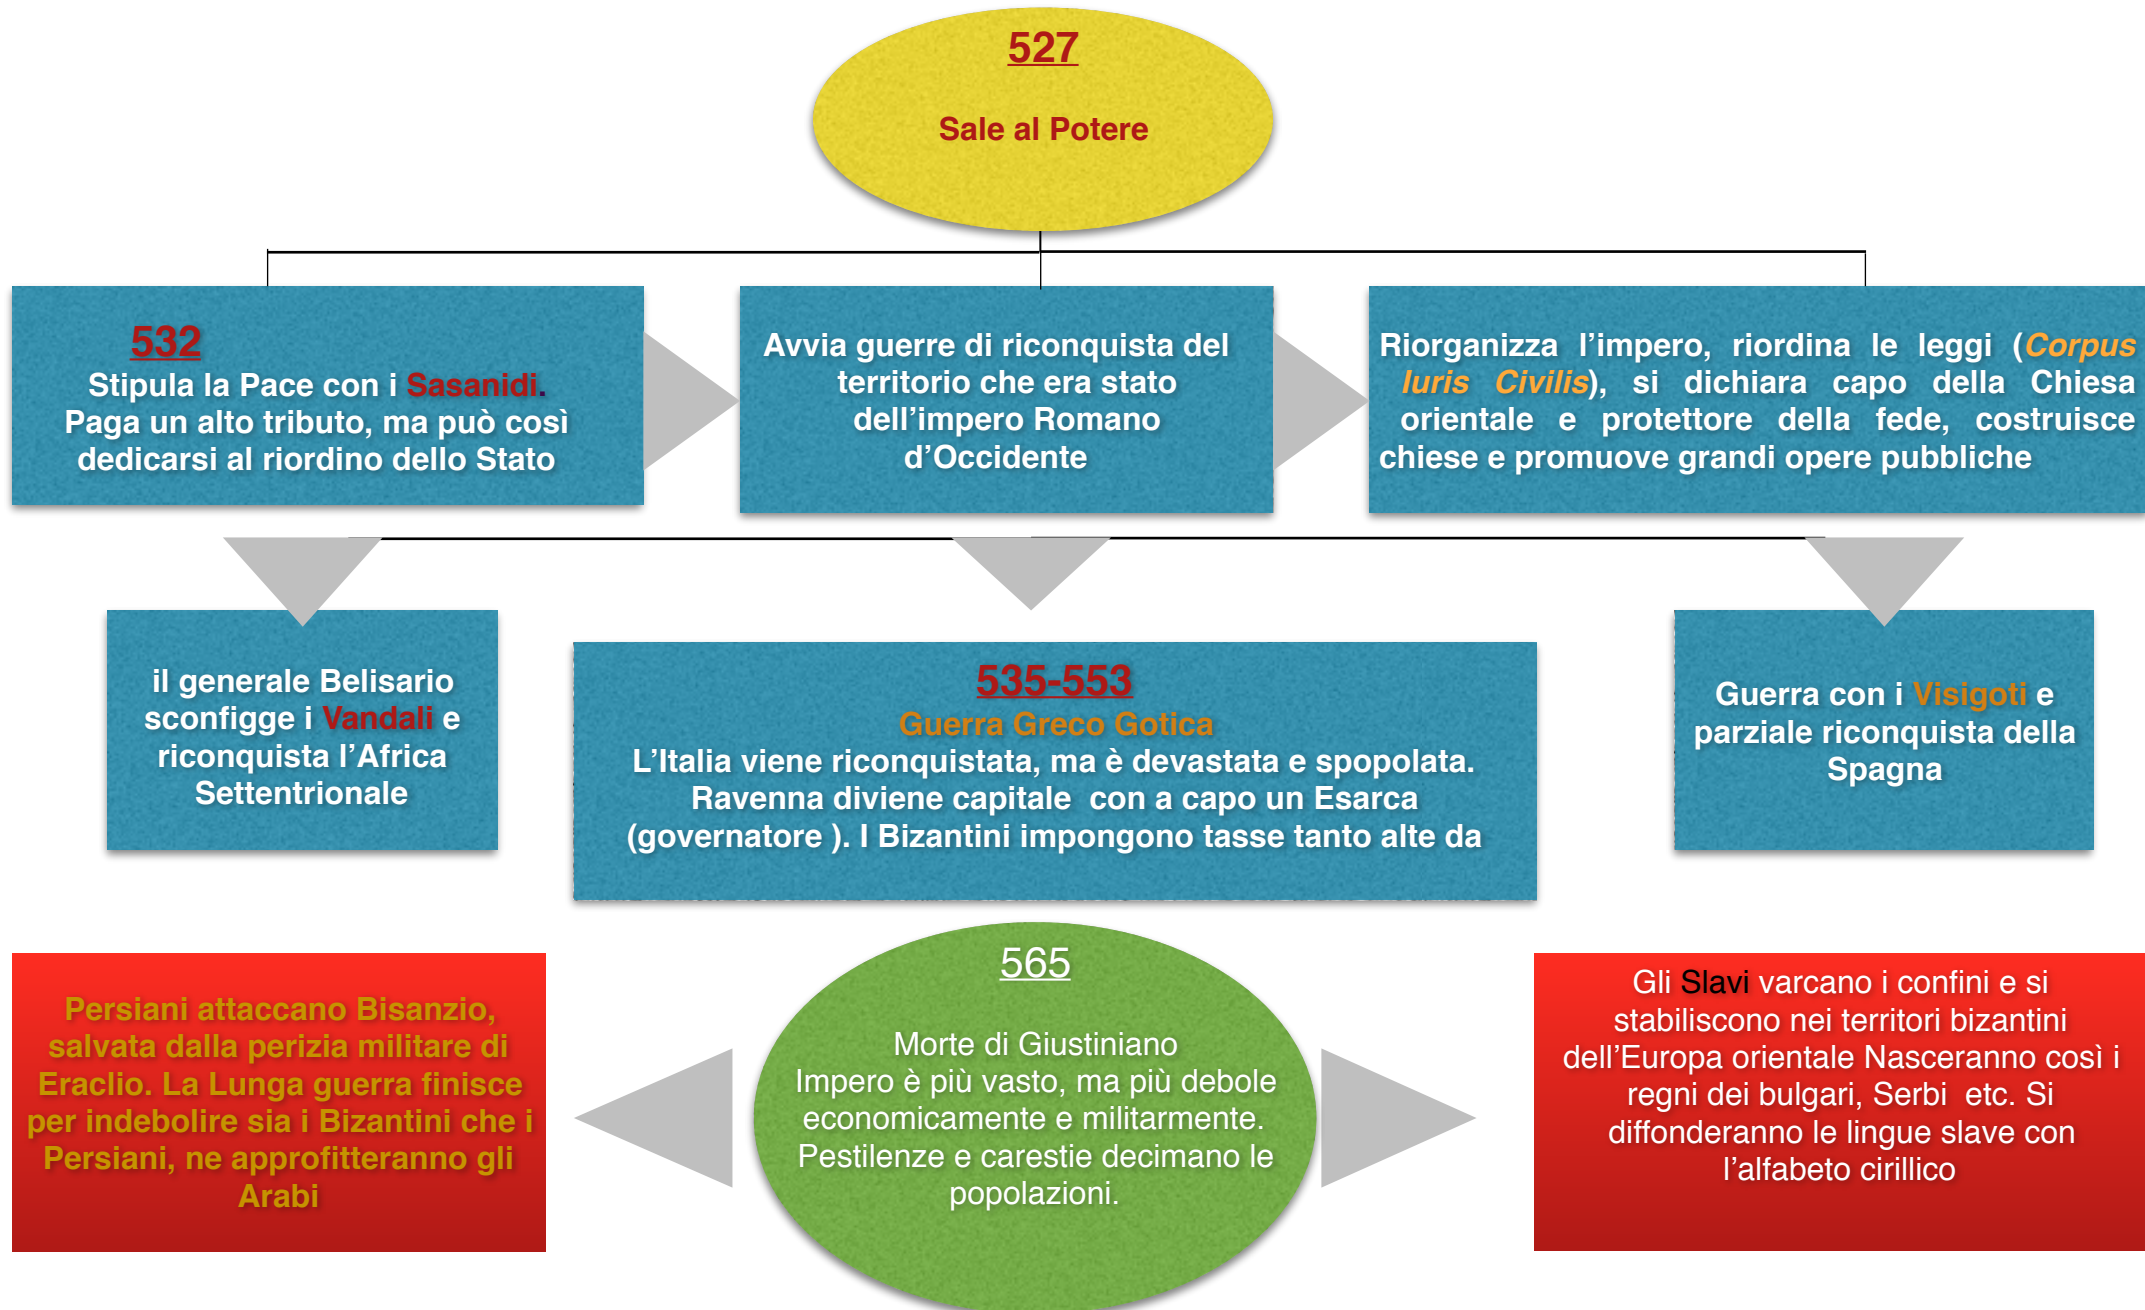 527
Sale al Potere
532
Stipula la Pace con i Sasanidi.
Paga un alto tributo, ma può così
dedicarsi al riordino dello Stato
Avvia guerre di riconquista del
territorio che era stato
dell’impero Romano
d’Occidente
Riorganizza l’impero, riordina le leggi (Corpus
Iuris Civilis), si dichiara capo della Chiesa
orientale e protettore della fede, costruisce
chiese e promuove grandi opere pubbliche
il generale Belisario
sconfigge i Vandali e
riconquista l’Africa
Settentrionale
535-553
Guerra Greco Gotica
L’Italia viene riconquistata, ma è devastata e spopolata.
Ravenna diviene capitale con a capo un Esarca
(governatore ). I Bizantini impongono tasse tanto alte da
Guerra con i Visigoti e
parziale riconquista della
Spagna
Persiani attaccano Bisanzio,
salvata dalla perizia militare di
Eraclio. La Lunga guerra finisce
per indebolire sia i Bizantini che i
Persiani, ne approfitteranno gli
Arabi
565
Morte di Giustiniano
Impero è più vasto, ma più debole
economicamente e militarmente.
Pestilenze e carestie decimano le
popolazioni.
Gli Slavi varcano i confini e si
stabiliscono nei territori bizantini
dell’Europa orientale Nasceranno così i
regni dei bulgari, Serbi etc. Si
diffonderanno le lingue slave con
l’alfabeto cirillico